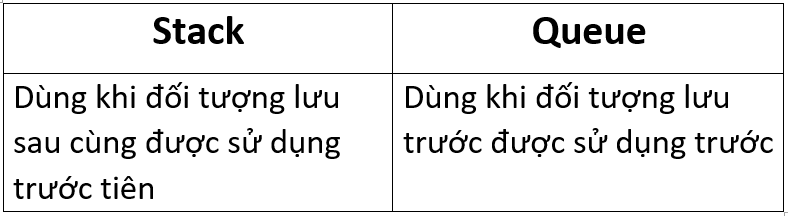 Stack
Queue
Dùng khi đối tượng lưu
sau cùng được sử dụng
trước tiên
Dùng khi đối tượng lưu
trước được sử dụng trước